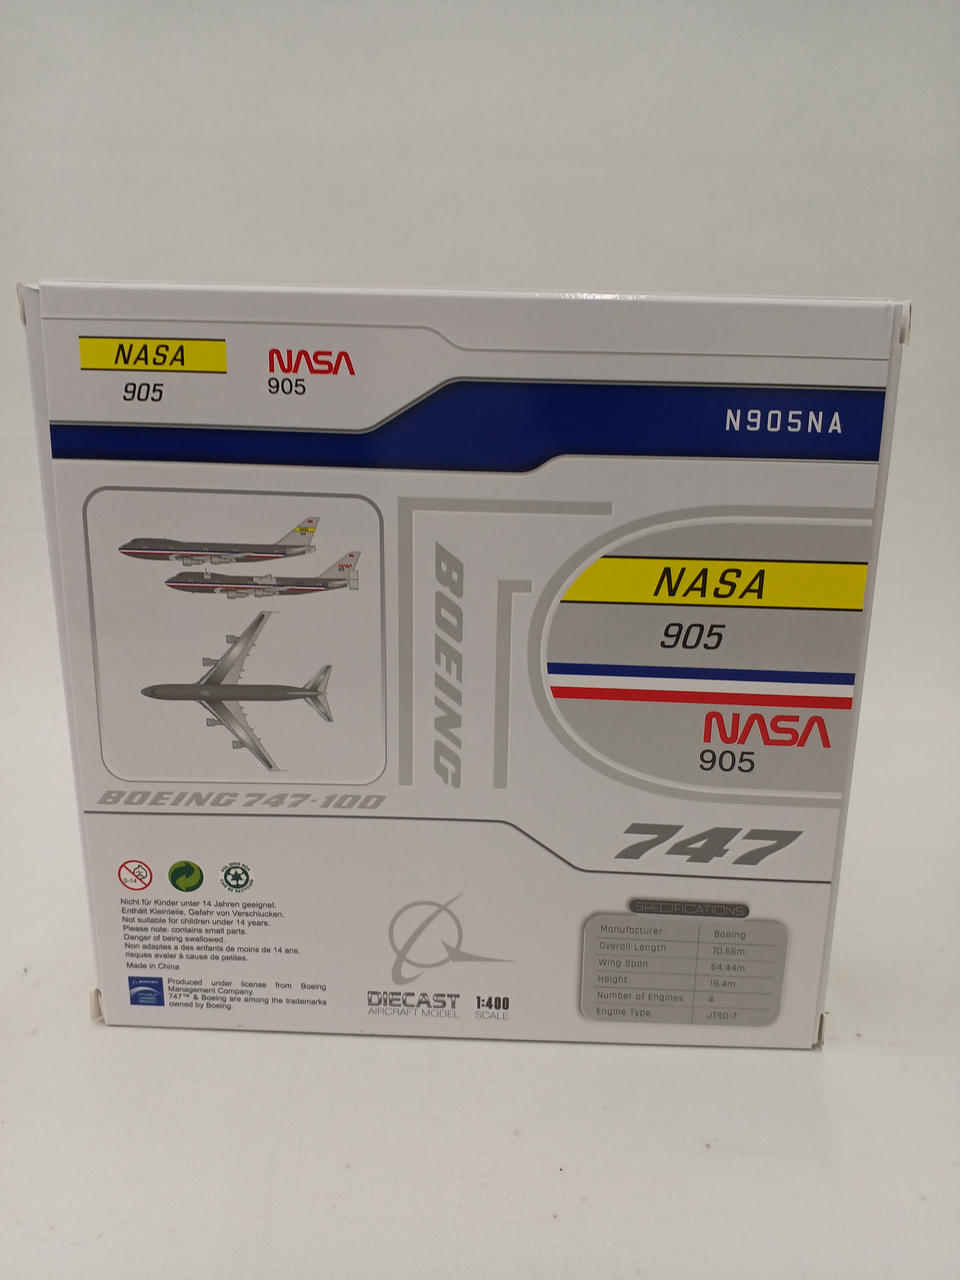 NASA
905
NASA
905
N905NA
BOEING
NASA
905
NASA
905
BOEING 747-100
747
0-14
Nicht für Kinder unter 14 Jahren geeignet.
Enthält Kleinteile, Gefahr von Verschlucken.
Not suitable for children under 14 years.
Please note: contains small parts.
Danger of being swallowed.
Non adaptes a des enfants de moins de 14 ans.
risques avaler à cause de petites.
Made in China
BOEING
Produced under license from Boeing
Management Company.
747™ & Boeing are among the trademarks
owned by Boeing.
DIECAST
AIRCRAFT MODEL
1:400
SCALE
SPECIFICATIONS
Manufacturer Boeing
Overall Length 70.66m
Wing Span 64.44m
Height 19.4m
Number of Engines 4
Engine Type JT9D-7